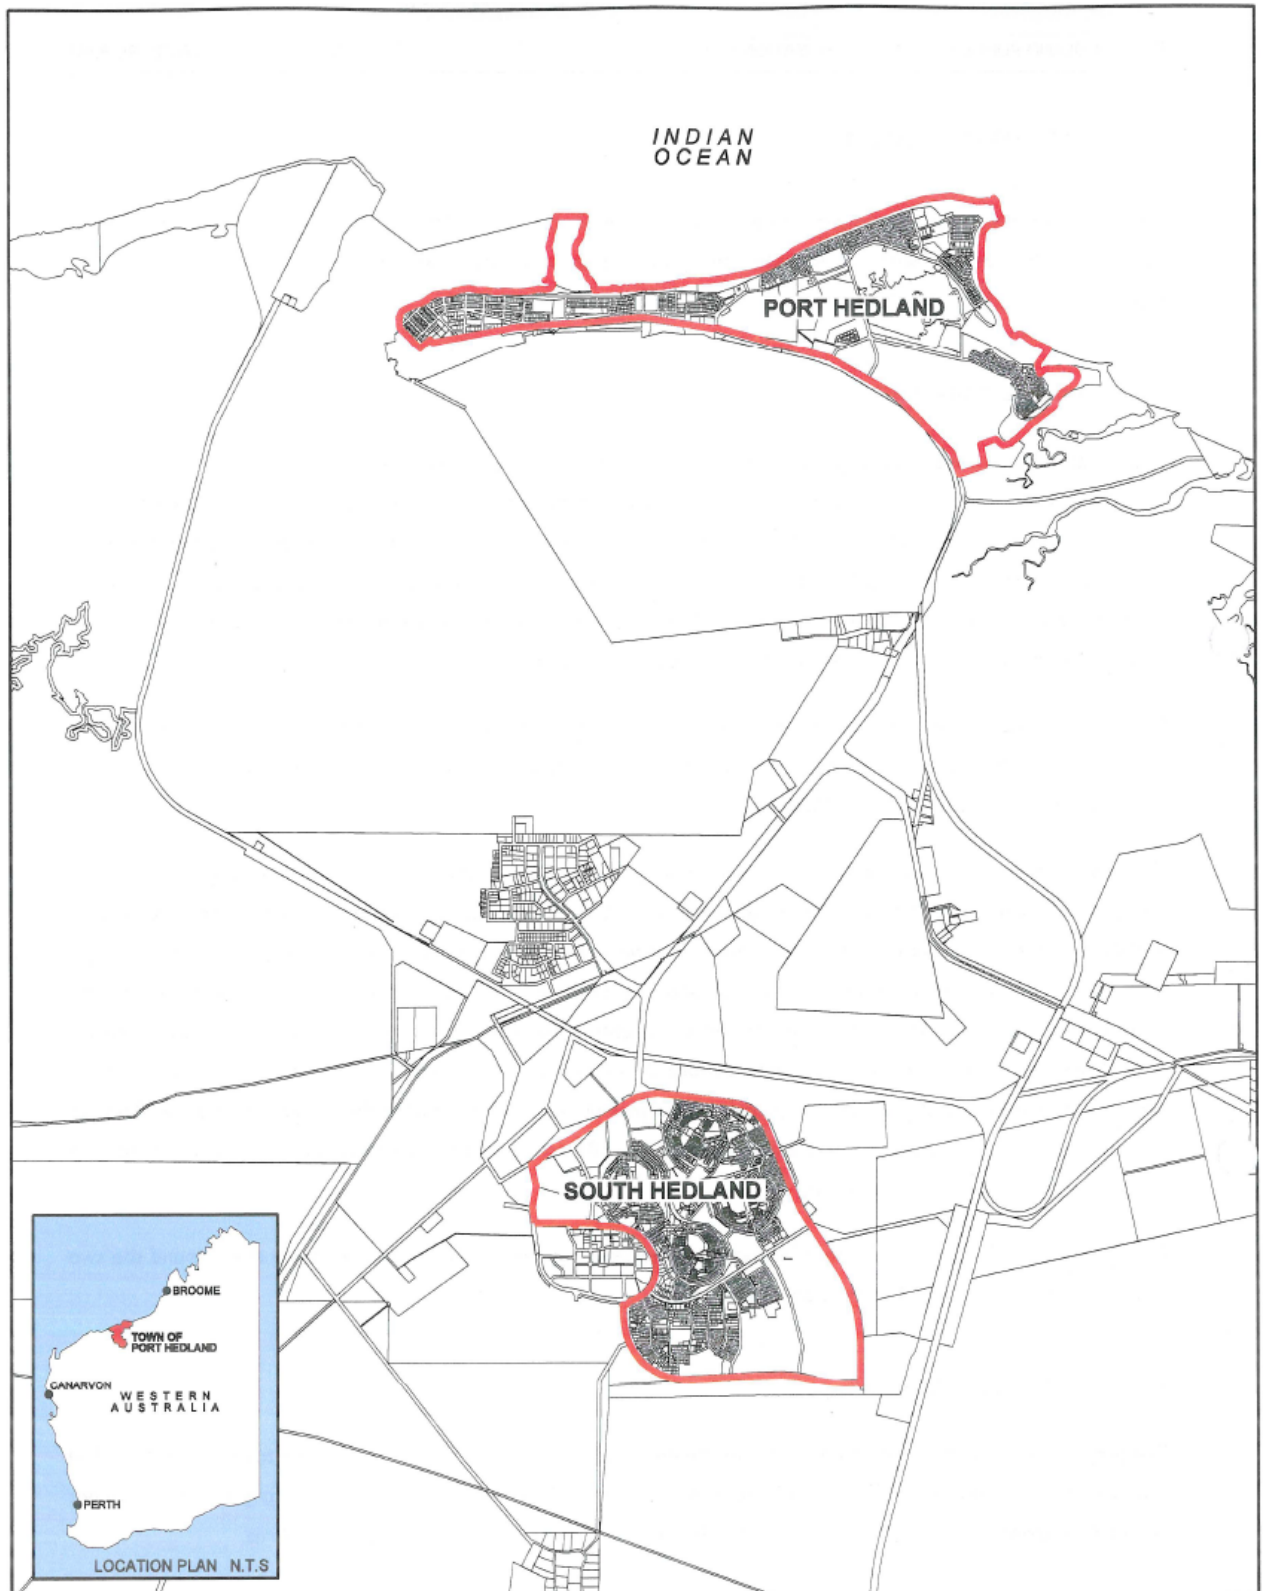 INDIAN
OCEAN
PORT HEDLAND
SOUTH HEDLAND
BROOME
TOWN OF
PORT HEDLAND
CANARVON
WESTERN
AUSTRALIA
PERTH
LOCATION PLAN N.T.S